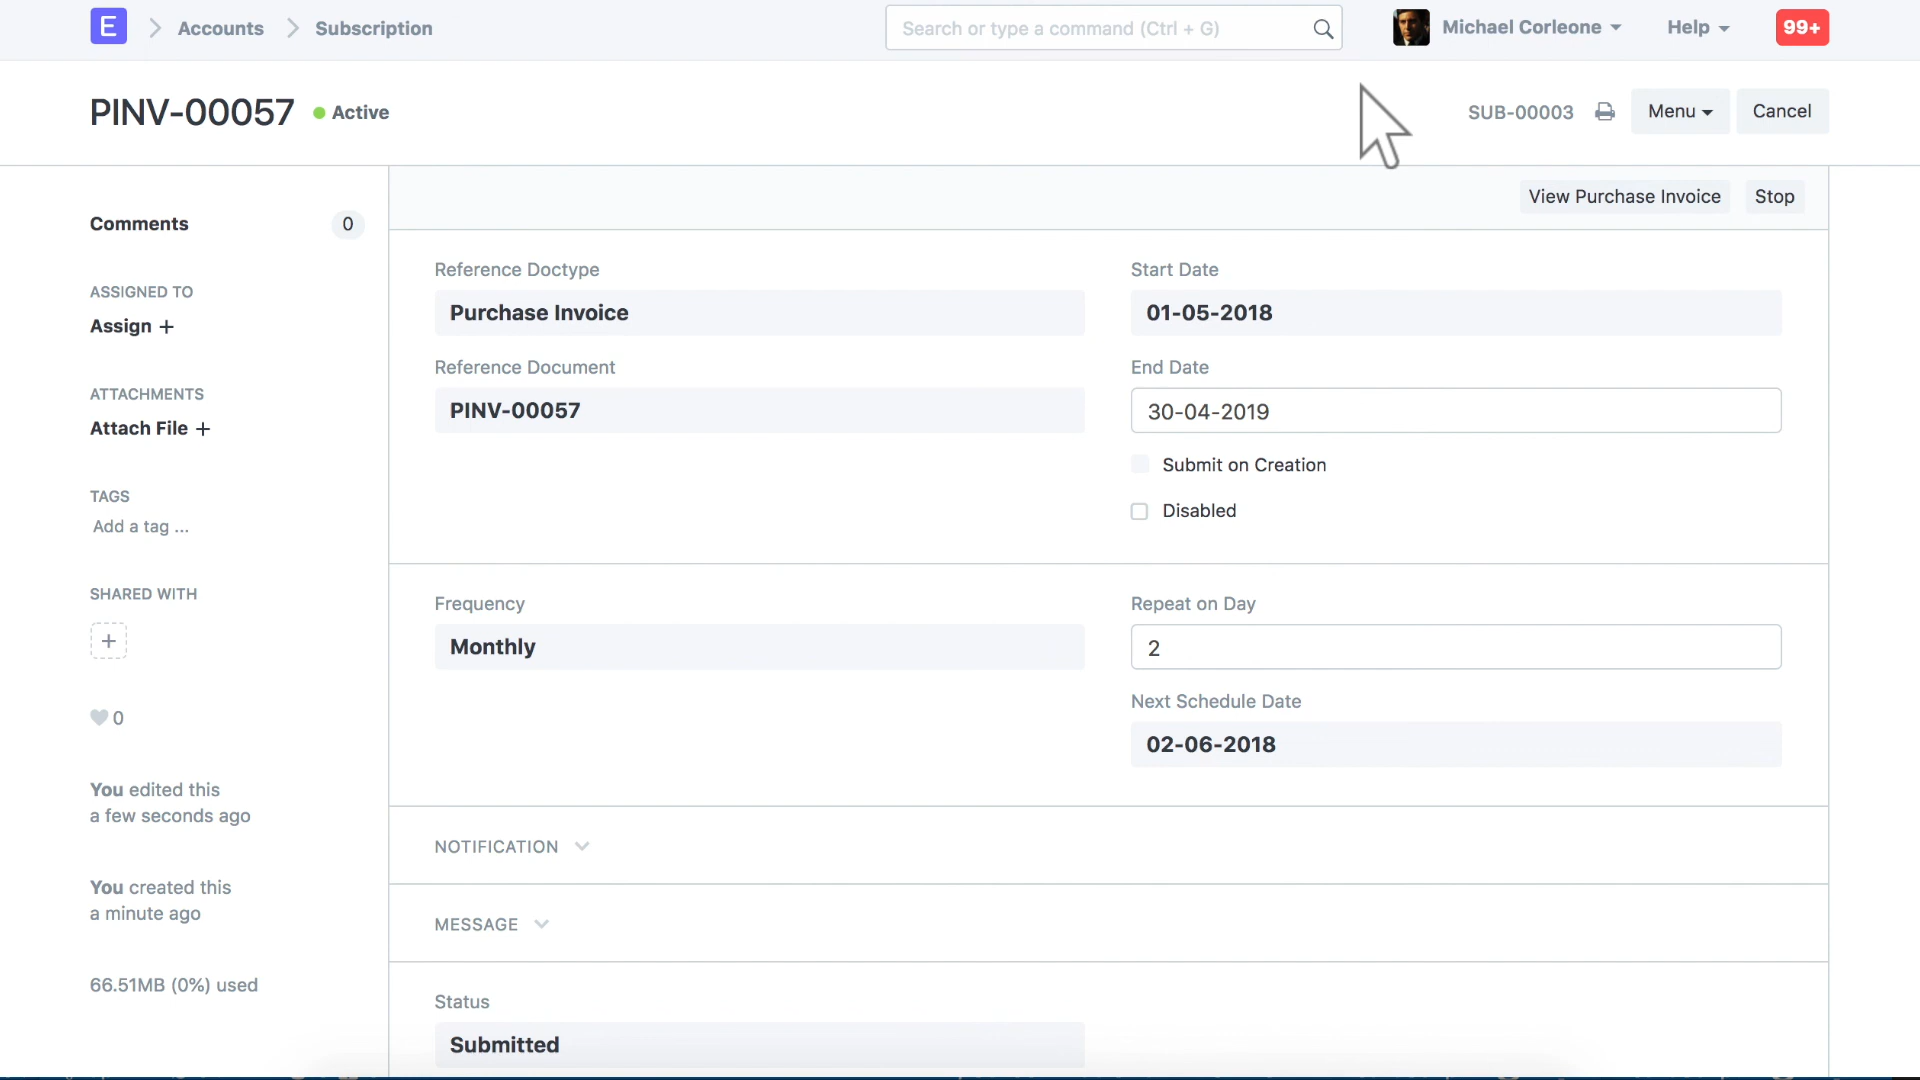 E Accounts Subscription Search or type a command (Ctrl + G) Michael Corleone Help 99+
PINV-00057 Active SUB-00003 Menu Cancel
View Purchase Invoice Stop
Comments 0
ASSIGNED TO
Assign +
ATTACHMENTS
Attach File +
TAGS
Add a tag ...
SHARED WITH
+
0
You edited this
a few seconds ago
You created this
a minute ago
66.51MB (0%) used
Reference Doctype
Purchase Invoice
Reference Document
PINV-00057
Start Date
01-05-2018
End Date
30-04-2019
Submit on Creation
Disabled
Frequency
Monthly
Repeat on Day
2
Next Schedule Date
02-06-2018
NOTIFICATION
MESSAGE
Status
Submitted